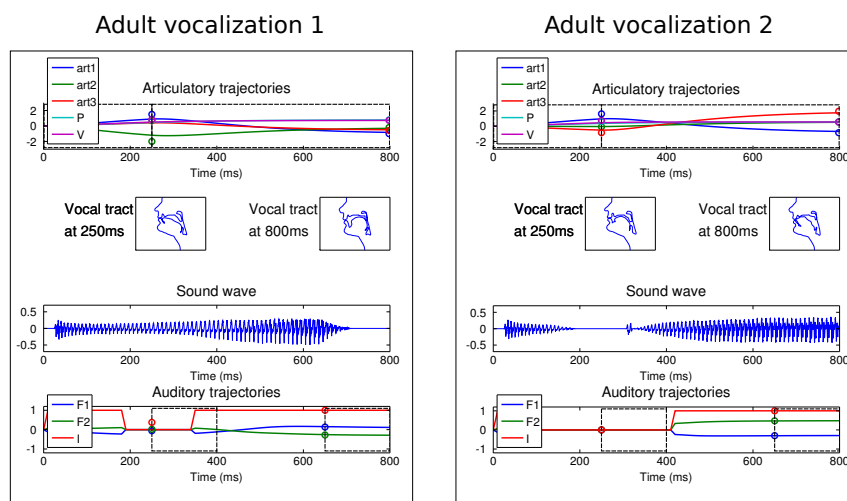 Adult vocalization 1
Articulatory trajectories
art1
art2
art3
P
V
2
0
-2
0 200 400 600 800
Time (ms)
Vocal tract
at 250ms
Vocal tract
at 800ms
Sound wave
0.5
0
-0.5
0 200 400 600 800
Time (ms)
Auditory trajectories
F1
F2
I
1
0
-1
0 200 400 600 800
Time (ms)
Adult vocalization 2
Articulatory trajectories
art1
art2
art3
P
V
2
0
-2
0 200 400 600 800
Time (ms)
Vocal tract
at 250ms
Vocal tract
at 800ms
Sound wave
0.5
0
-0.5
0 200 400 600 800
Time (ms)
Auditory trajectories
F1
F2
I
1
0
-1
0 200 400 600 800
Time (ms)